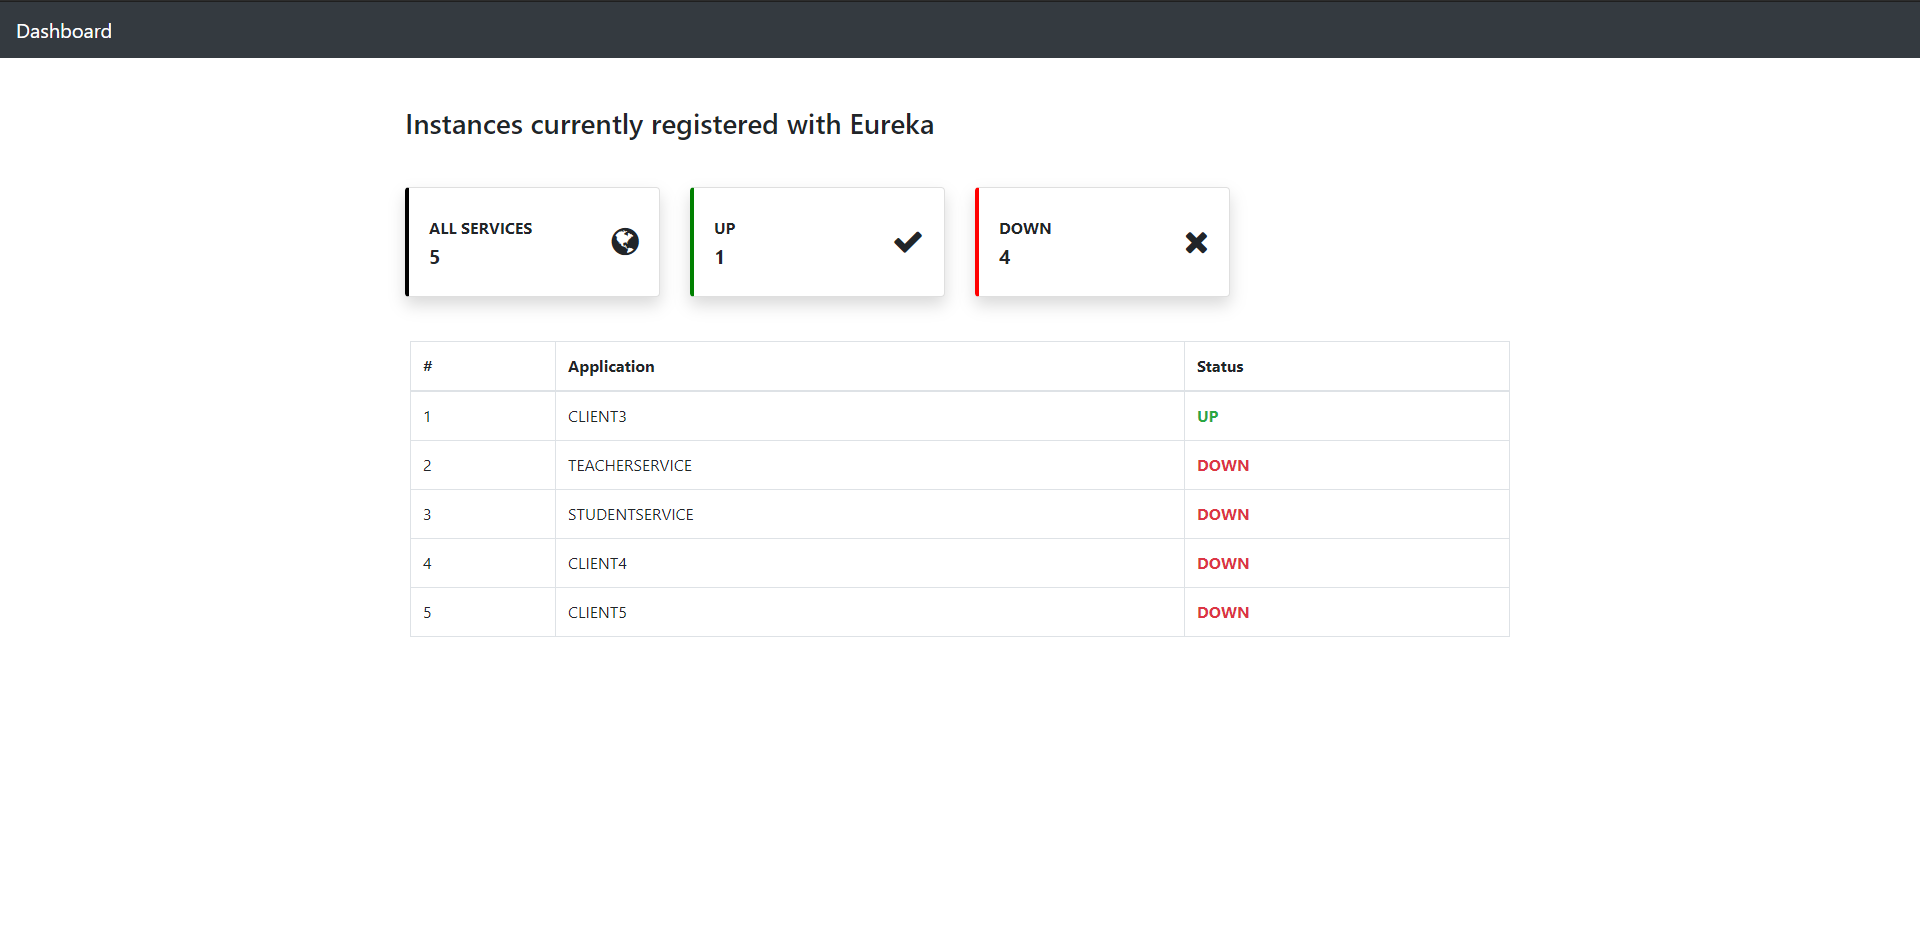 Dashboard
Instances currently registered with Eureka
ALL SERVICES
5
UP
1
DOWN
4
# Application Status
1 CLIENT3 UP
2 TEACHERSERVICE DOWN
3 STUDENTSERVICE DOWN
4 CLIENT4 DOWN
5 CLIENT5 DOWN